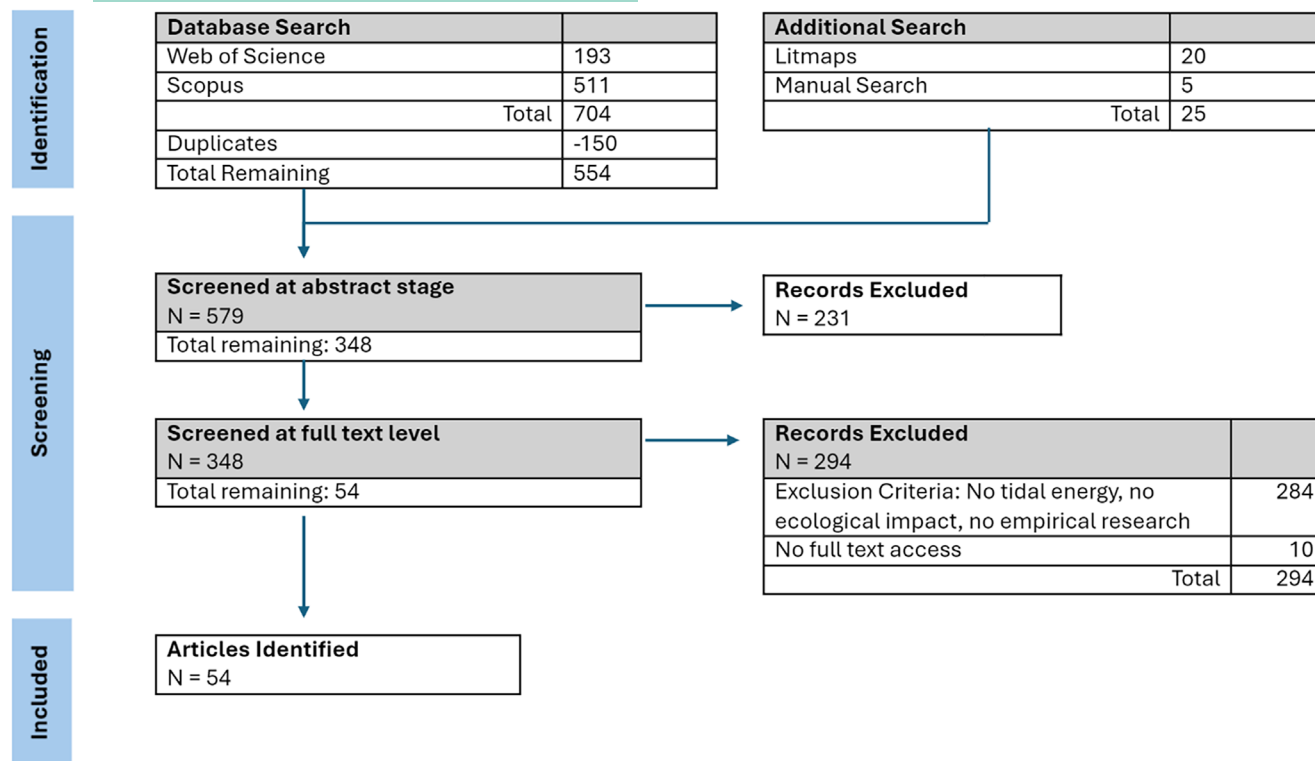 Identification
Database Search
Web of Science 193
Scopus 511
Total 704
Duplicates -150
Total Remaining 554
Additional Search
Litmaps 20
Manual Search 5
Total 25
Screening
Screened at abstract stage
N = 579
Total remaining: 348
Records Excluded
N = 231
Screened at full text level
N = 348
Total remaining: 54
Records Excluded
N = 294
Exclusion Criteria: No tidal energy, no 284
ecological impact, no empirical research
No full text access 10
Total 294
Included
Articles Identified
N = 54